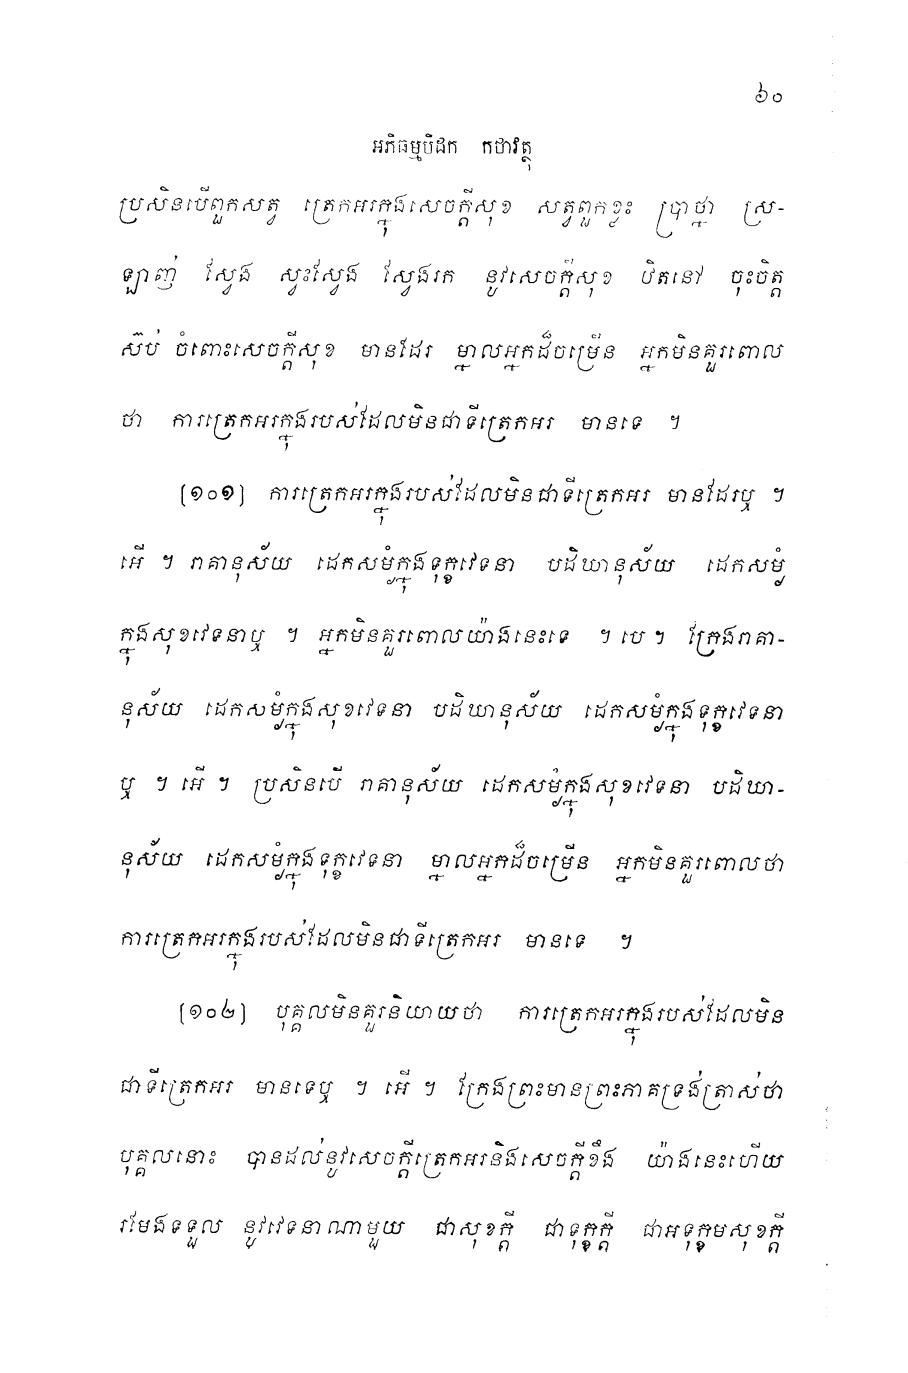 ៦០
អភិធម្មបិដក កថាវត្ថុ
ប្រសិនបើពួកសត្វ ត្រេកអរក្នុងសេចក្តីសុខ សត្វពួកខ្លះ ប្រាថ្នា ស្រ-
ឡាញ់ ស្វែង ស្វះស្វែង ស្វែងរក នូវសេចក្តីសុខ ឋិតនៅ ចុះចិត្ត
ស៊ប់ ចំពោះសេចក្តីសុខ មានដែរ ម្នាលអ្នកដ៏ចម្រើន អ្នកមិនគួរពោល
ថា ការត្រេកអរក្នុងរបស់ដែលមិនជាទីត្រេកអរ មានទេ ។
[១០១] ការត្រេកអរក្នុងរបស់ដែលមិនជាទីត្រេកអរ មានដែរឬ ។
អើ ។ រាគានុស័យ ដេកសម្ងំក្នុងទុក្ខវេទនា បដិឃានុស័យ ដេកសម្ងំ
ក្នុងសុខវេទនាឬ ។ អ្នកមិនគួរពោលយ៉ាងនេះទេ ។ បេ ។ ក្រែងរាគា-
នុស័យ ដេកសម្ងំក្នុងសុខវេទនា បដិឃានុស័យ ដេកសម្ងំក្នុងទុក្ខវេទនា
ឬ ។ អើ ។ ប្រសិនបើ រាគានុស័យ ដេកសម្ងំក្នុងសុខវេទនា បដិឃា-
នុស័យ ដេកសម្ងំក្នុងទុក្ខវេទនា ម្នាលអ្នកដ៏ចម្រើន អ្នកមិនគួរពោលថា
ការត្រេកអរក្នុងរបស់ដែលមិនជាទីត្រេកអរ មានទេ ។
[១០២] បុគ្គលមិនគួរនិយាយថា ការត្រេកអរក្នុងរបស់ដែលមិន
ជាទីត្រេកអរ មានទេឬ ។ អើ ។ ក្រែងព្រះមានព្រះភាគទ្រង់ត្រាស់ថា
បុគ្គលនោះ បានដល់នូវសេចក្តីត្រេកអរនិងសេចក្តីខឹង យ៉ាងនេះហើយ
រមែងទទួល នូវវេទនាណាមួយ ជាសុខក្តី ជាទុក្ខក្តី ជាអទុក្ខមសុខក្តី